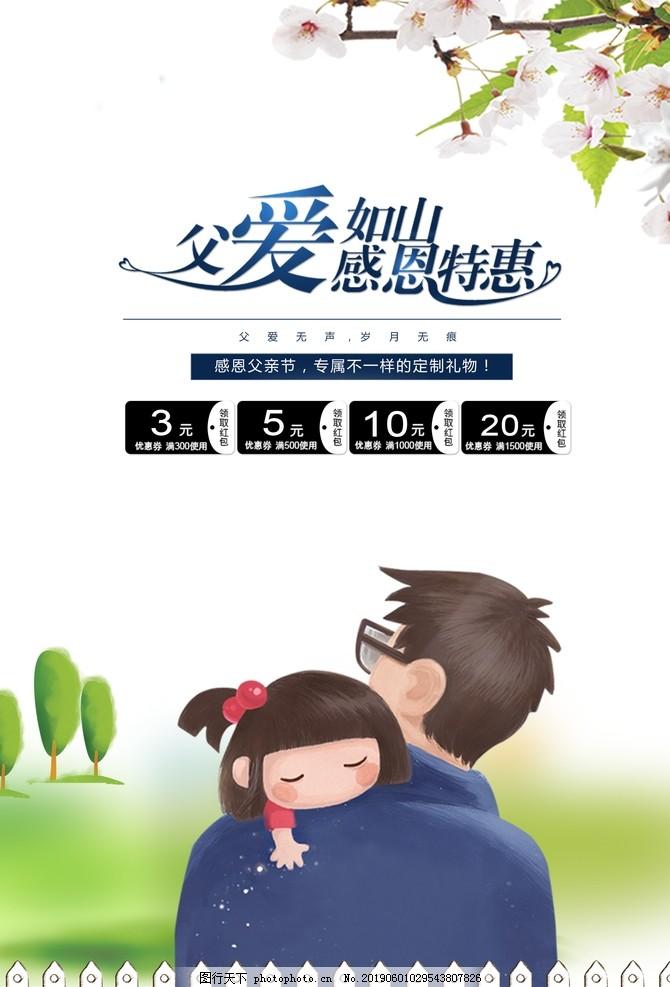 父爱如山
感恩特惠
父爱无声,岁月无痕
感恩父亲节，专属不一样的定制礼物！
3元 优惠券 满300使用 领取红包
5元 优惠券 满500使用 领取红包
10元 优惠券 满1000使用 领取红包
20元 优惠券 满1500使用 领取红包
图行天下 photophoto.cn No.20190601029543807826